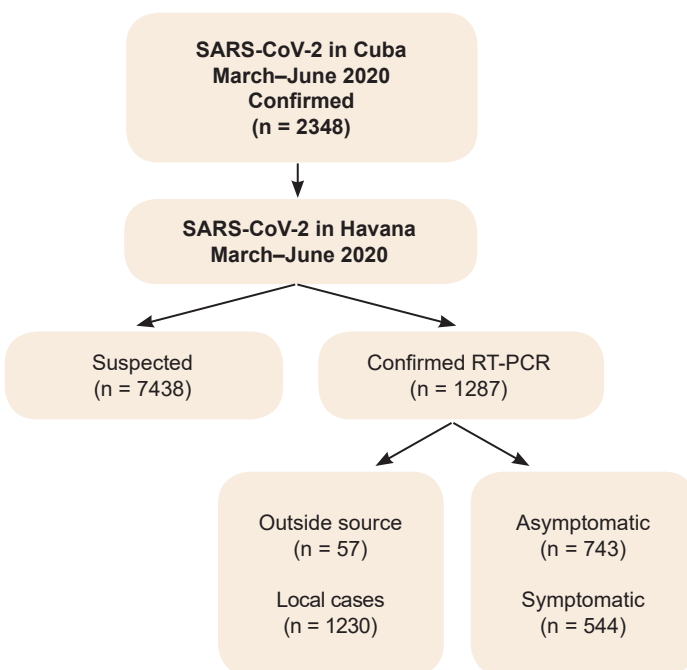 SARS-CoV-2 in Cuba
March–June 2020
Confirmed
(n = 2348)
SARS-CoV-2 in Havana
March–June 2020
Suspected
(n = 7438)
Confirmed RT-PCR
(n = 1287)
Outside source
(n = 57)
Local cases
(n = 1230)
Asymptomatic
(n = 743)
Symptomatic
(n = 544)